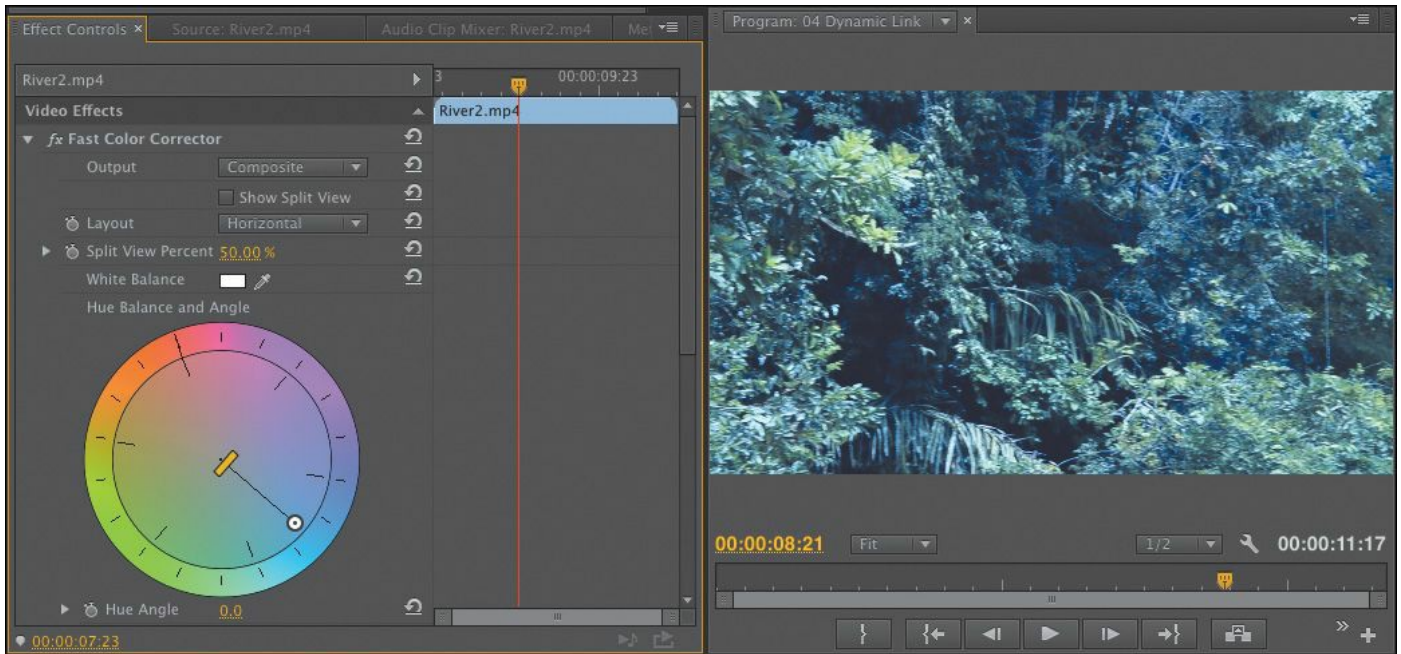 Effect Controls × Source: River2.mp4 Audio Clip Mixer: River2.mp4
River2.mp4
3 00:00:09:23
Video Effects
River2.mp4
fx Fast Color Corrector
Output Composite
Show Split View
Layout Horizontal
Split View Percent 50.00 %
White Balance
Hue Balance and Angle
Hue Angle 0.0
00:00:07:23
Program: 04 Dynamic Link ×
00:00:08:21 Fit 1/2 00:00:11:17